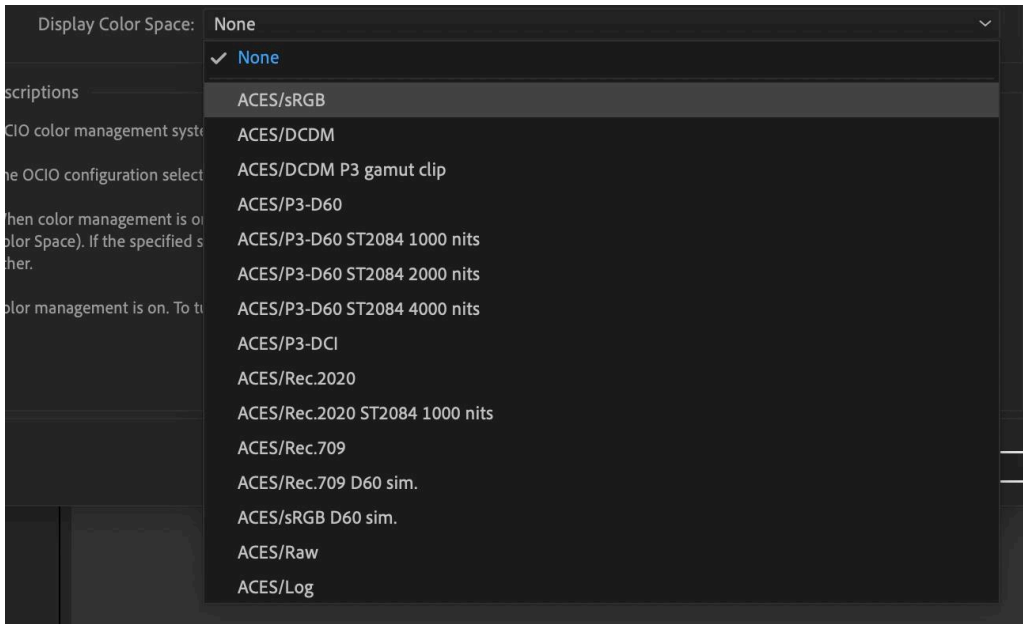 Display Color Space: None
None
scriptions
ACES/sRGB
CIO color management syste
ACES/DCDM
he OCIO configuration select
ACES/DCDM P3 gamut clip
ACES/P3-D60
When color management is o
olor Space). If the specified s
ACES/P3-D60 ST2084 1000 nits
ther.
ACES/P3-D60 ST2084 2000 nits
olor management is on. To tu
ACES/P3-D60 ST2084 4000 nits
ACES/P3-DCI
ACES/Rec.2020
ACES/Rec.2020 ST2084 1000 nits
ACES/Rec.709
ACES/Rec.709 D60 sim.
ACES/sRGB D60 sim.
ACES/Raw
ACES/Log